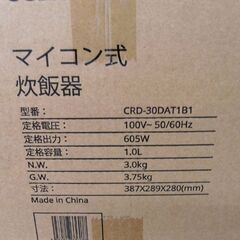 マイコン式
炊飯器
型番： CRD-30DAT1B1
定格電圧： 100V~ 50/60Hz
定格出力： 605W
定格容量： 1.0L
N.W. 3.0kg
G.W. 3.75kg
寸法： 387X289X280(mm)
Made in China